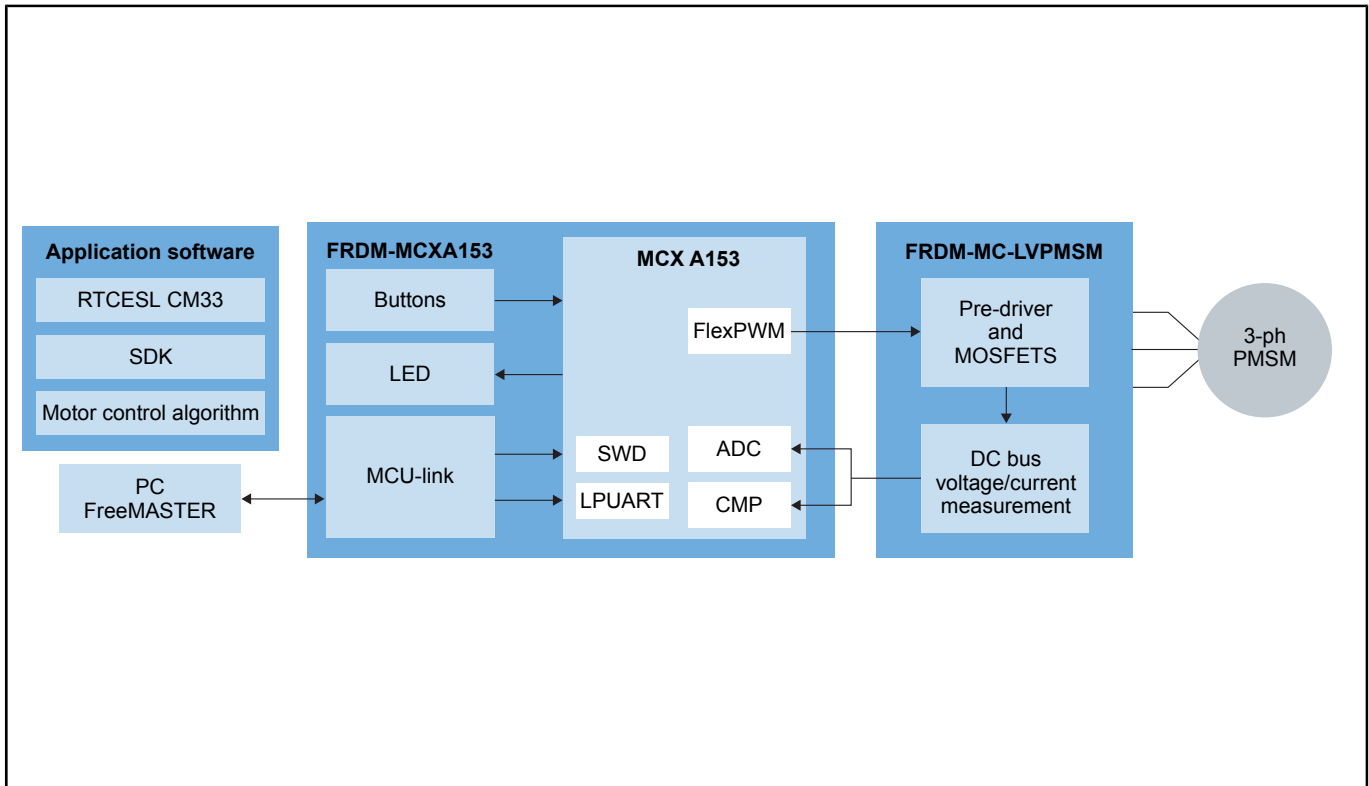 Application software
RTCESL CM33
SDK
Motor control algorithm
PC
FreeMASTER
FRDM-MCXA153
Buttons
LED
MCU-link
MCX A153
FlexPWM
SWD
LPUART
ADC
CMP
FRDM-MC-LVPMSM
Pre-driver
and
MOSFETS
DC bus
voltage/current
measurement
3-ph
PMSM